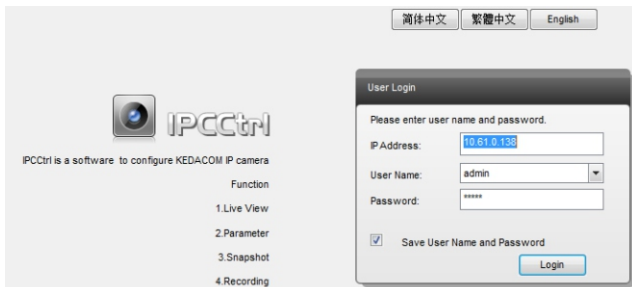 简体中文 繁體中文 English
IPCCtrl
IPCCtrl is a software to configure KEDACOM IP camera
Function
1.Live View
2.Parameter
3.Snapshot
4.Recording
User Login
Please enter user name and password.
IP Address: 10.61.0.138
User Name: admin
Password: *****
Save User Name and Password
Login